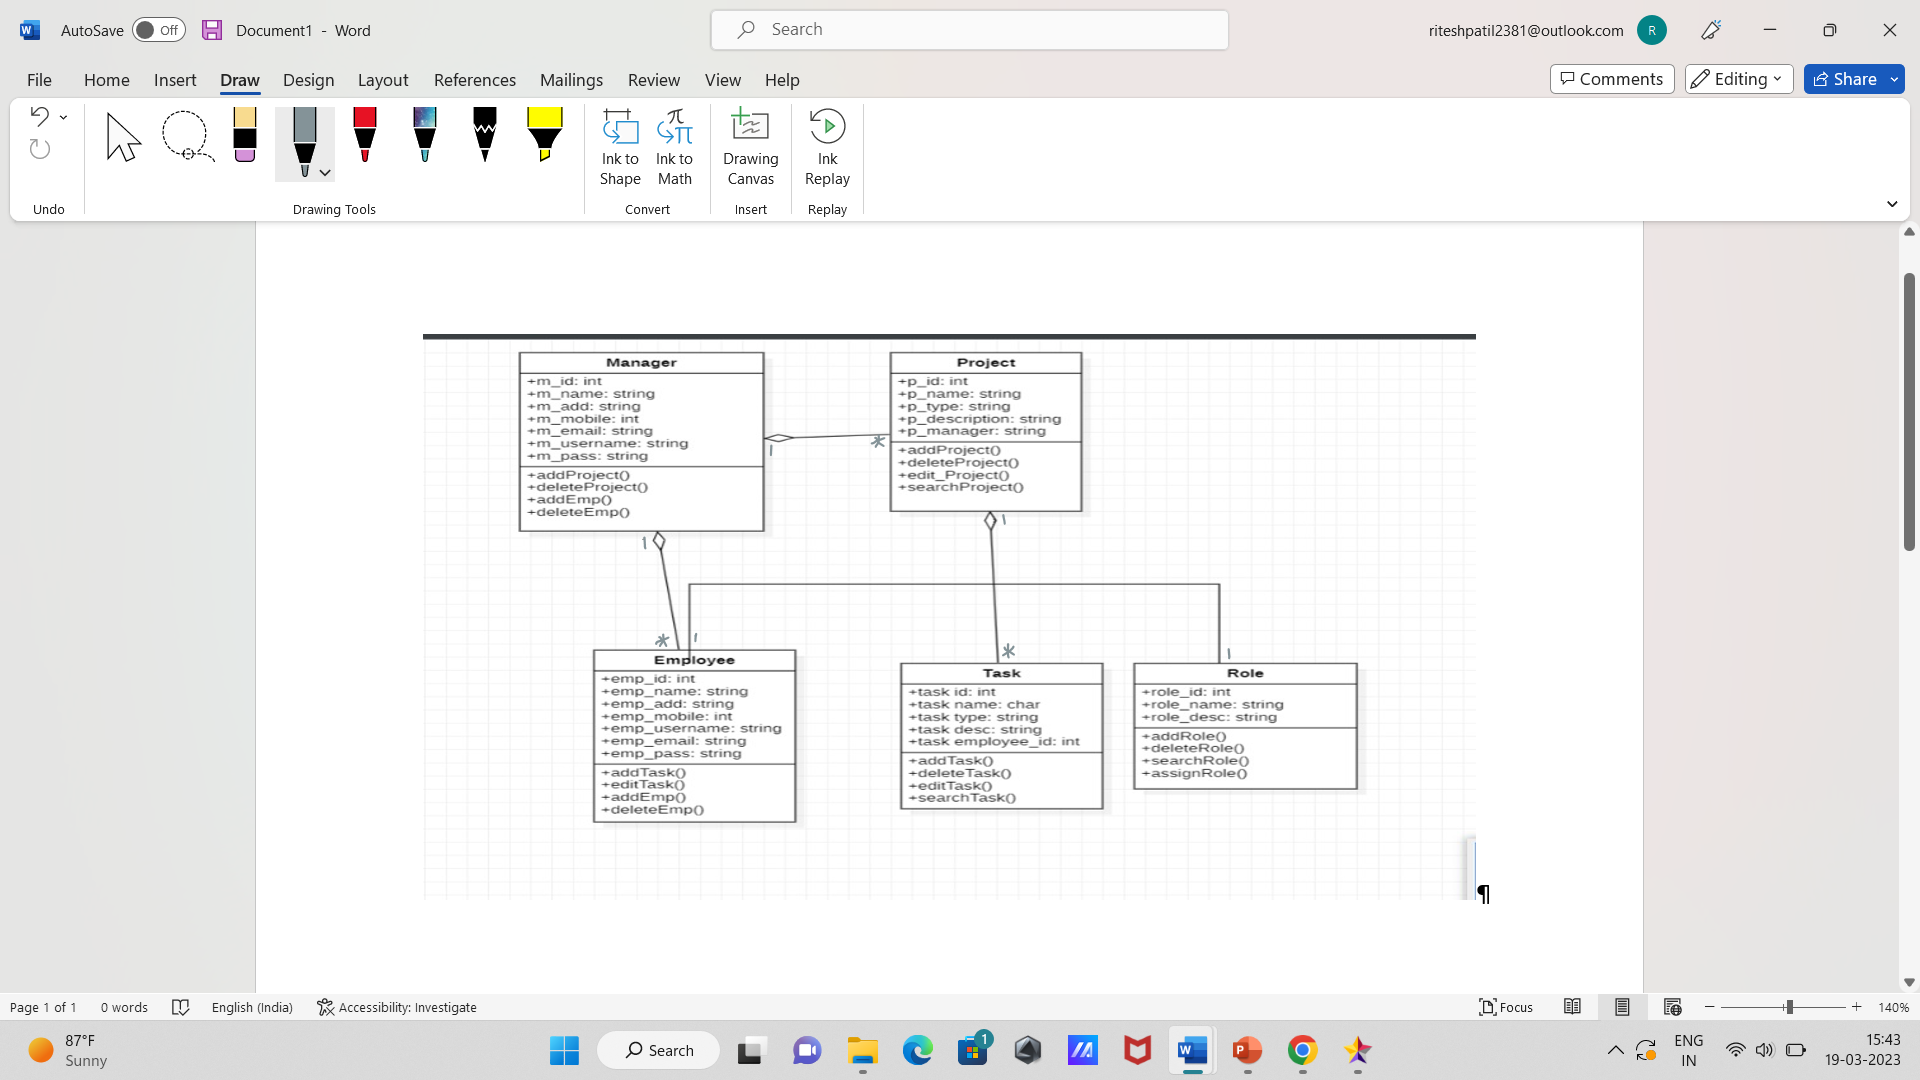 AutoSave Off Document1 - Word
Search
riteshpatil2381@outlook.com R
File Home Insert Draw Design Layout References Mailings Review View Help
Comments Editing Share
Ink to Shape
Ink to Math
Drawing Canvas
Ink Replay
Undo Drawing Tools Convert Insert Replay
Manager
+m_id: int
+m_name: string
+m_add: string
+m_mobile: int
+m_email: string
+m_username: string
+m_pass: string
+addProject()
+deleteProject()
+addEmp()
+deleteEmp()
1 *
Project
+p_id: int
+p_name: string
+p_type: string
+p_description: string
+p_manager: string
+addProject()
+deleteProject()
+edit_Project()
+searchProject()
1
1
* 1
* 1
Employee
+emp_id: int
+emp_name: string
+emp_add: string
+emp_mobile: int
+emp_username: string
+emp_email: string
+emp_pass: string
+addTask()
+editTask()
+addEmp()
+deleteEmp()
Task
+task id: int
+task name: char
+task type: string
+task desc: string
+task employee_id: int
+addTask()
+deleteTask()
+editTask()
+searchTask()
Role
+role_id: int
+role_name: string
+role_desc: string
+addRole()
+deleteRole()
+searchRole()
+assignRole()
¶
Page 1 of 1 0 words English (India) Accessibility: Investigate
Focus 140%
87°F
Sunny
Search
1
W
P
ENG
IN
15:43
19-03-2023